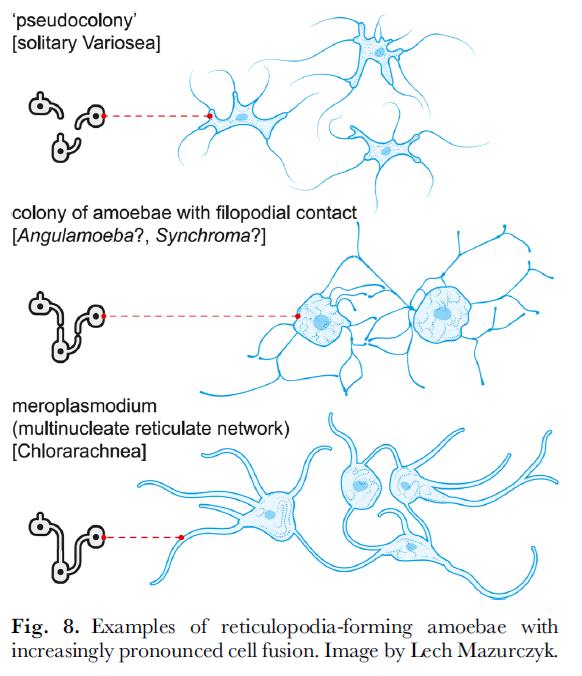 ‘pseudocolony’
[solitary Variosea]
colony of amoebae with filopodial contact
[Angulamoeba?, Synchroma?]
meroplasmodium
(multinucleate reticulate network)
[Chlorarachnea]
Fig. 8. Examples of reticulopodia-forming amoebae with
increasingly pronounced cell fusion. Image by Lech Mazurczyk.